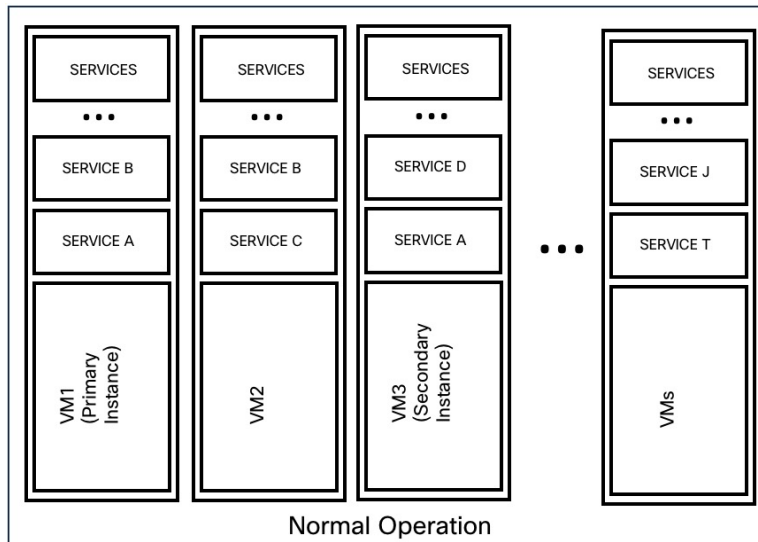 SERVICES
...
SERVICE B
SERVICE A
VM1
(Primary
Instance)
SERVICES
...
SERVICE B
SERVICE C
VM2
SERVICES
...
SERVICE D
SERVICE A
VM3
(Secondary
Instance)
...
SERVICES
...
SERVICE J
SERVICE T
VMs
Normal Operation